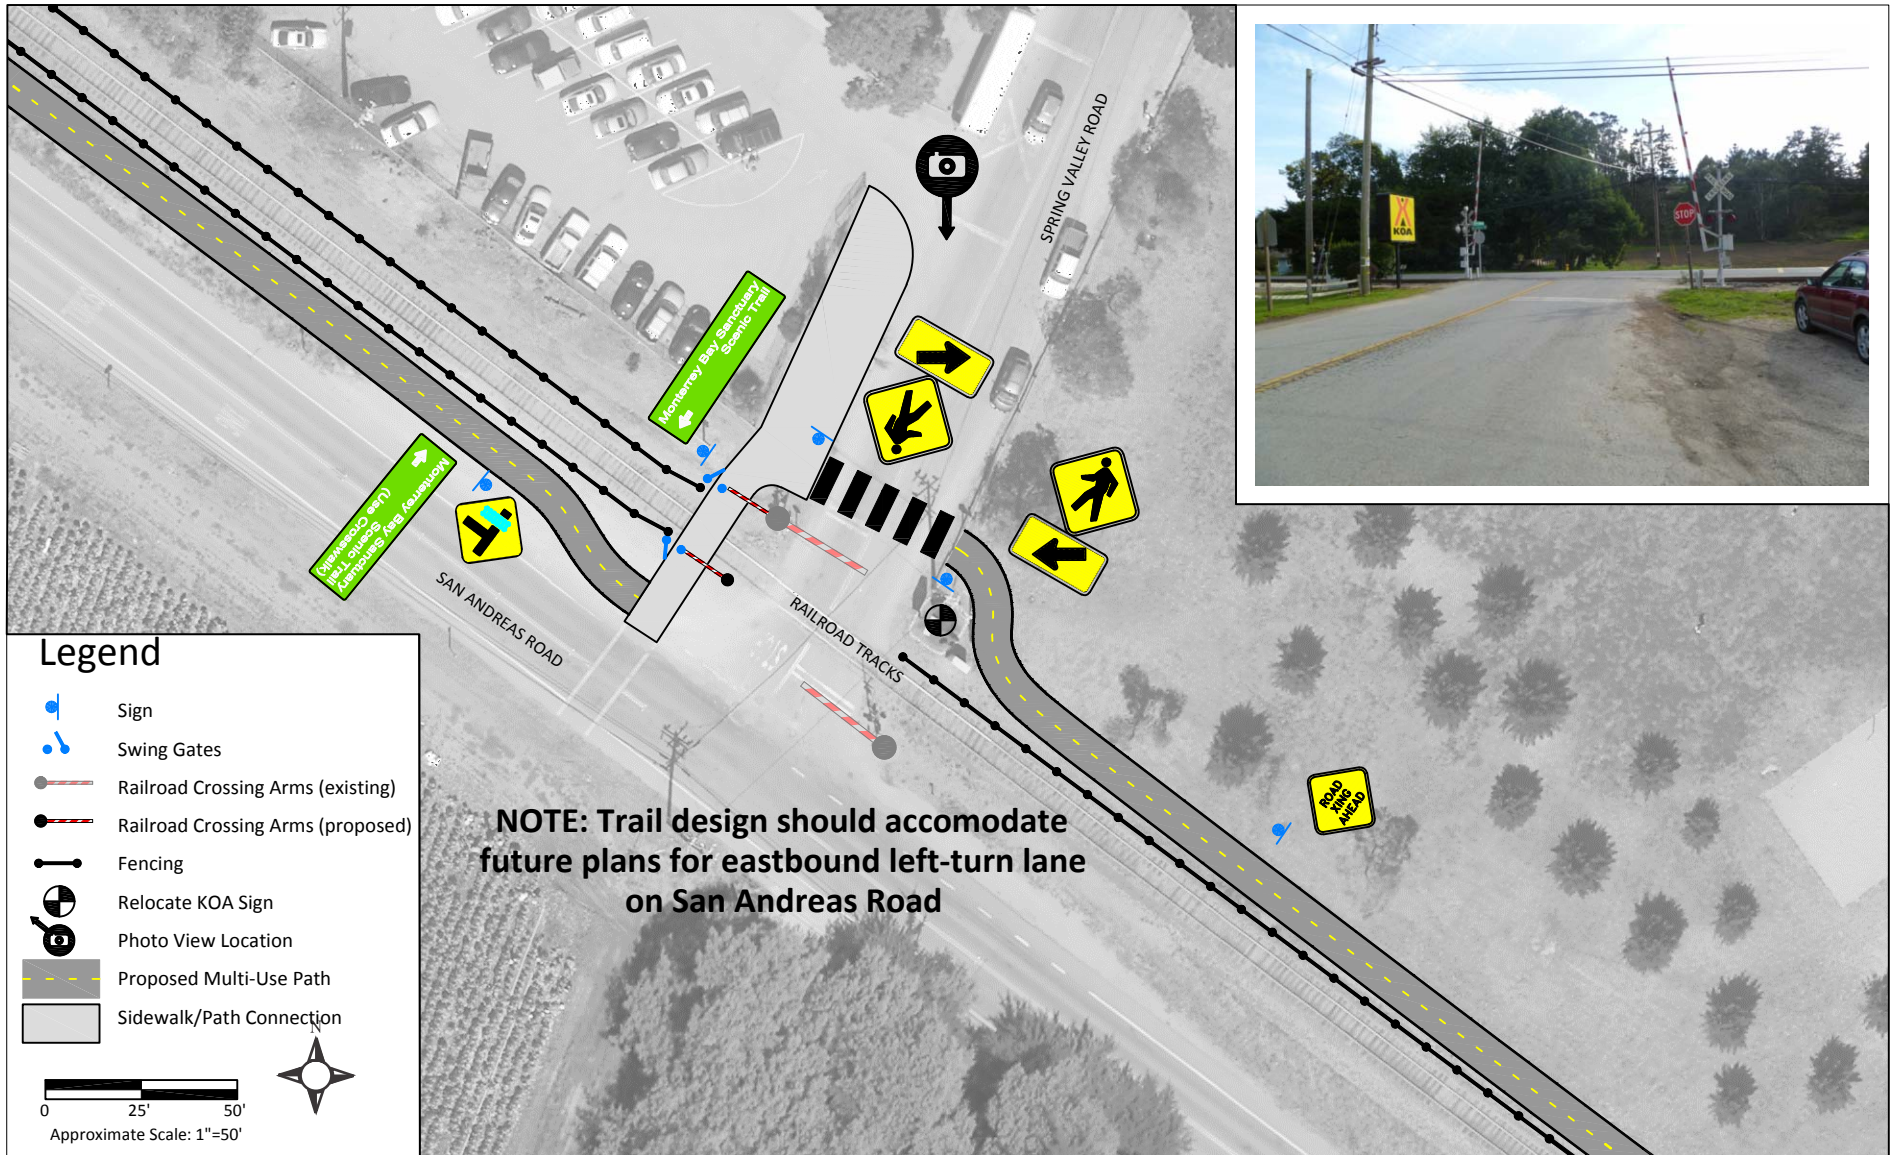 SPRING VALLEY ROAD
KOA
STOP
Monterrey Bay Sanctuary
Scenic Trail
Monterrey Bay Sanctuary
Scenic Trail
(Use Crosswalk)
SAN ANDREAS ROAD
RAILROAD TRACKS
ROAD
XING
AHEAD
NOTE: Trail design should accomodate
future plans for eastbound left-turn lane
on San Andreas Road
Legend
Sign
Swing Gates
Railroad Crossing Arms (existing)
Railroad Crossing Arms (proposed)
Fencing
Relocate KOA Sign
Photo View Location
Proposed Multi-Use Path
Sidewalk/Path Connection
N
0 25' 50'
Approximate Scale: 1"=50'